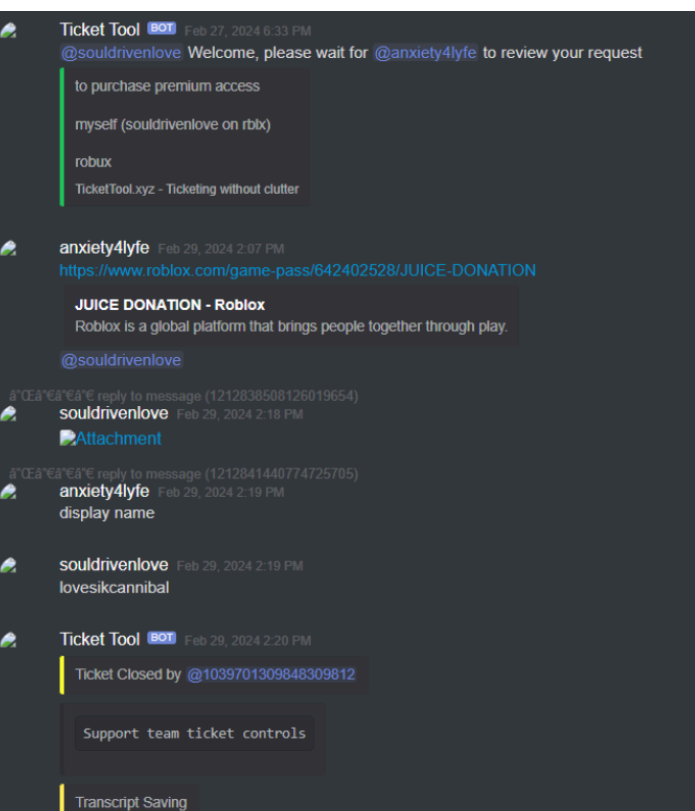 Ticket Tool BOT Feb 27, 2024 6:33 PM
@souldrivenlove Welcome, please wait for @anxiety4lyfe to review your request
to purchase premium access
myself (souldrivenlove on rblx)
robux
TicketTool.xyz - Ticketing without clutter
anxiety4lyfe Feb 29, 2024 2:07 PM
https://www.roblox.com/game-pass/642402528/JUICE-DONATION
JUICE DONATION - Roblox
Roblox is a global platform that brings people together through play.
@souldrivenlove
â”Œâ”€â”€ reply to message (1212838508126019654)
souldrivenlove Feb 29, 2024 2:18 PM
Attachment
â”Œâ”€â”€ reply to message (1212841440774725705)
anxiety4lyfe Feb 29, 2024 2:19 PM
display name
souldrivenlove Feb 29, 2024 2:19 PM
lovesikcannibal
Ticket Tool BOT Feb 29, 2024 2:20 PM
Ticket Closed by @1039701309848309812
Support team ticket controls
Transcript Saving